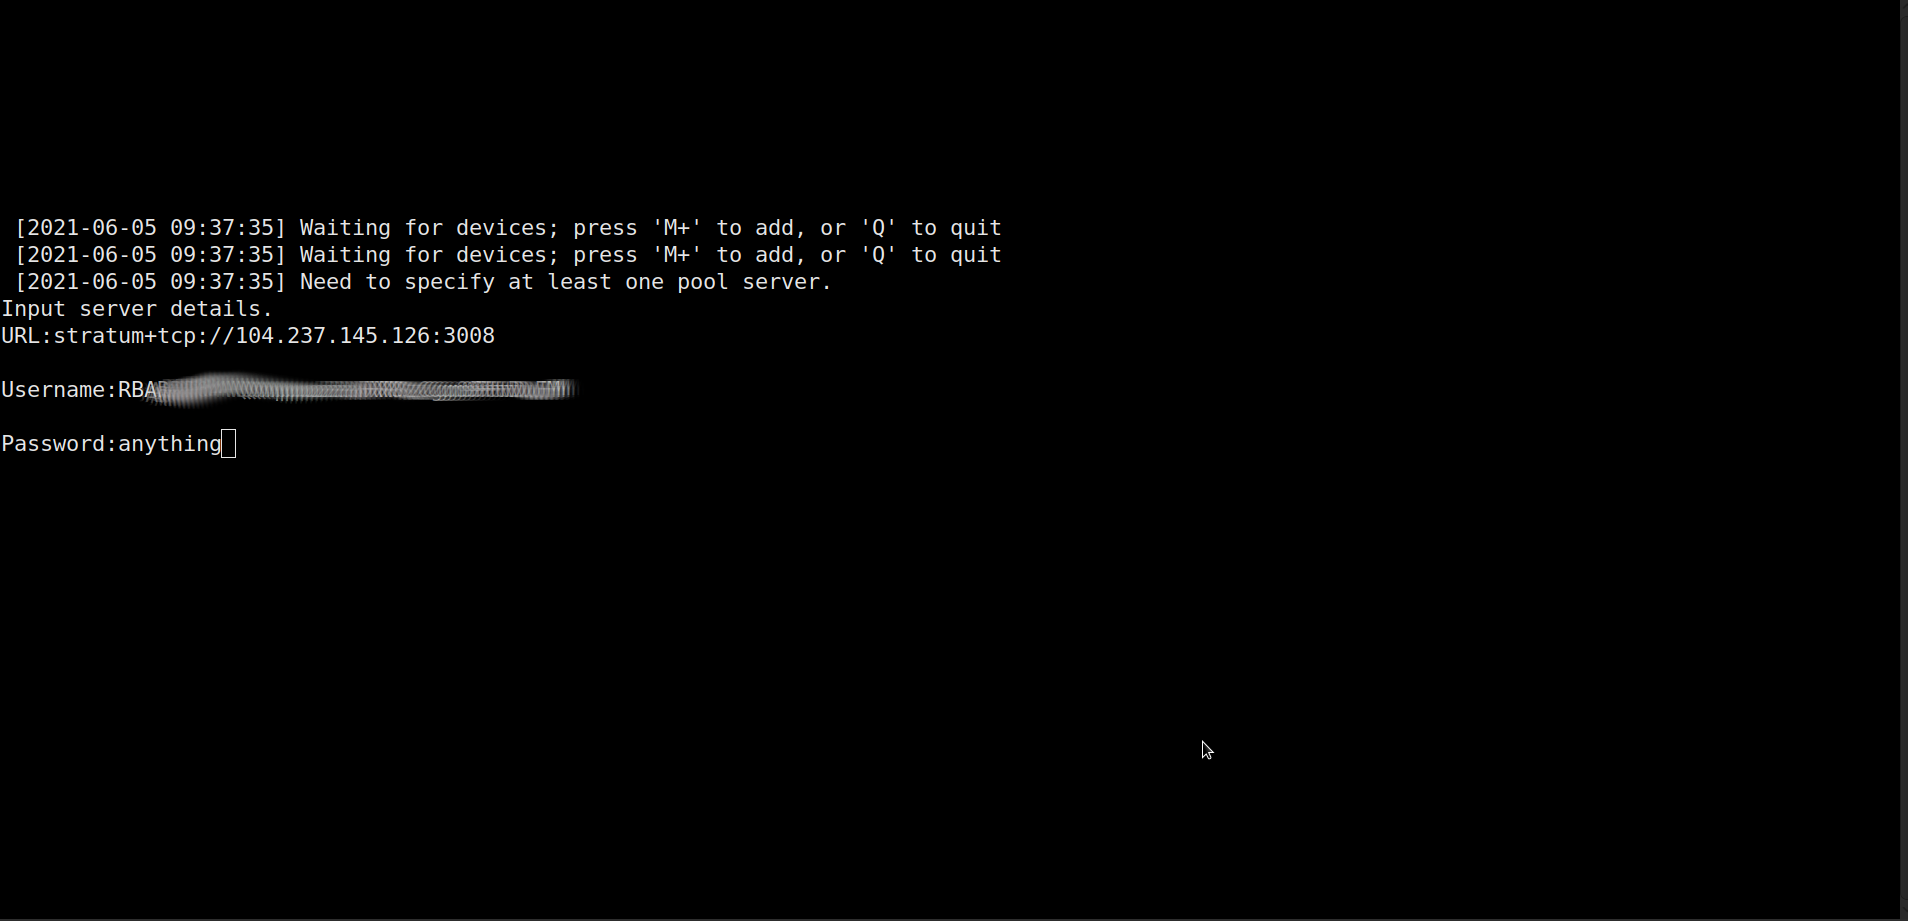 [2021-06-05 09:37:35] Waiting for devices; press 'M+' to add, or 'Q' to quit
[2021-06-05 09:37:35] Waiting for devices; press 'M+' to add, or 'Q' to quit
[2021-06-05 09:37:35] Need to specify at least one pool server.
Input server details.
URL:stratum+tcp://104.237.145.126:3008
Username:
Password:anything